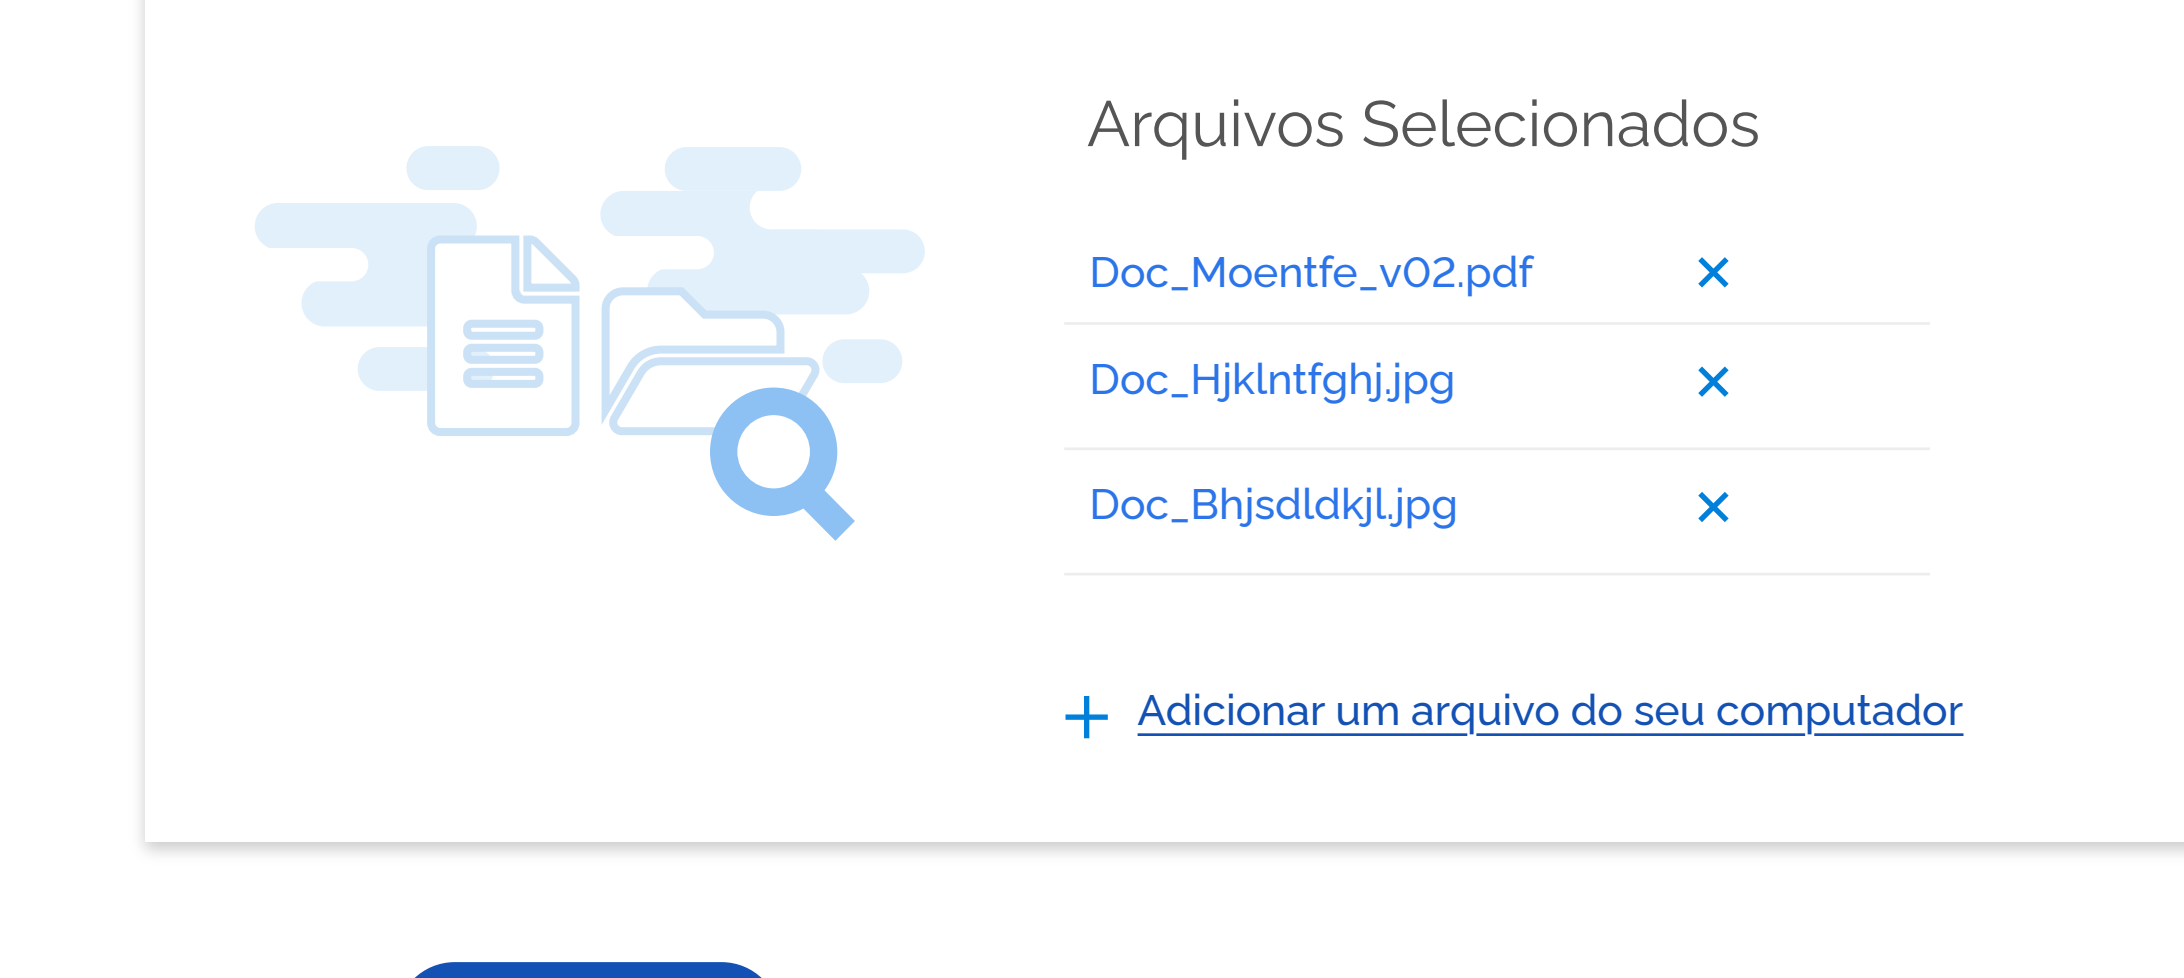 Arquivos Selecionados
Doc_Moentfe_v02.pdf
Doc_Hjklntfghj.jpg
Doc_Bhjsdldkjl.jpg
Adicionar um arquivo do seu computador